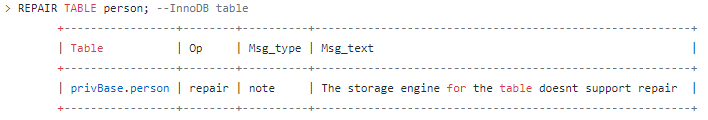 > REPAIR TABLE person; --InnoDB table
+----------------+--------+----------+------------------------------------------------------+
| Table | Op | Msg_type | Msg_text |
+----------------+--------+----------+------------------------------------------------------+
| privBase.person | repair | note | The storage engine for the table doesnt support repair |
+----------------+--------+----------+------------------------------------------------------+